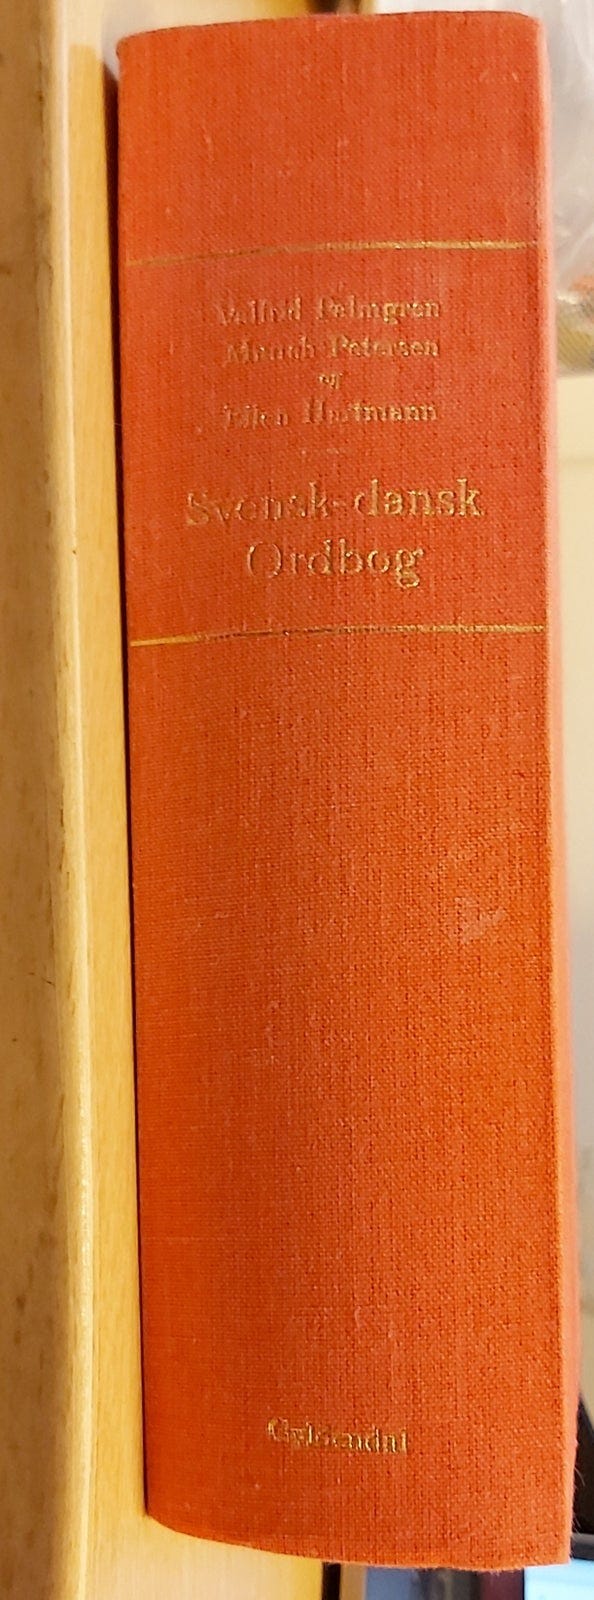 Valfrid Palmgren
Munch Petersen
og
Ellen Hartmann
Svensk-dansk
Ordbog
Gyldendal